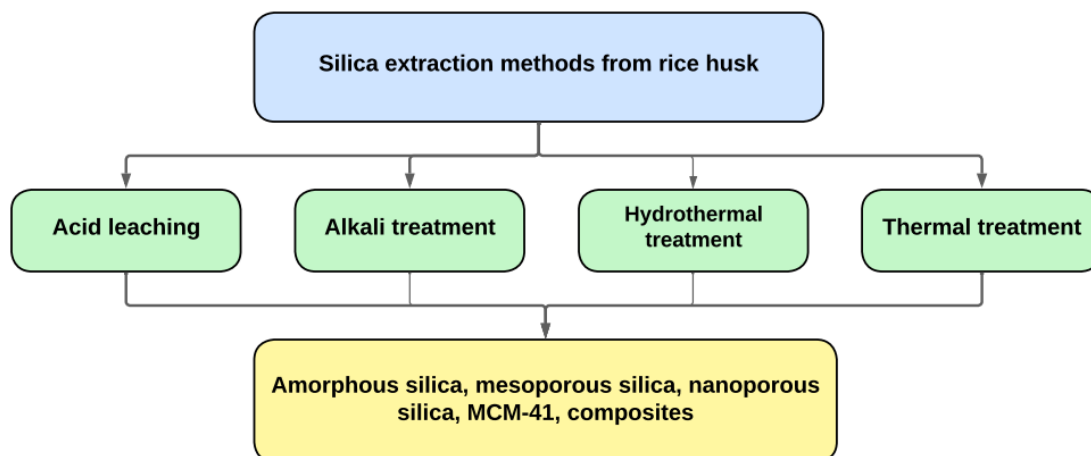 Silica extraction methods from rice husk
Acid leaching
Alkali treatment
Hydrothermal
treatment
Thermal treatment
Amorphous silica, mesoporous silica, nanoporous
silica, MCM-41, composites